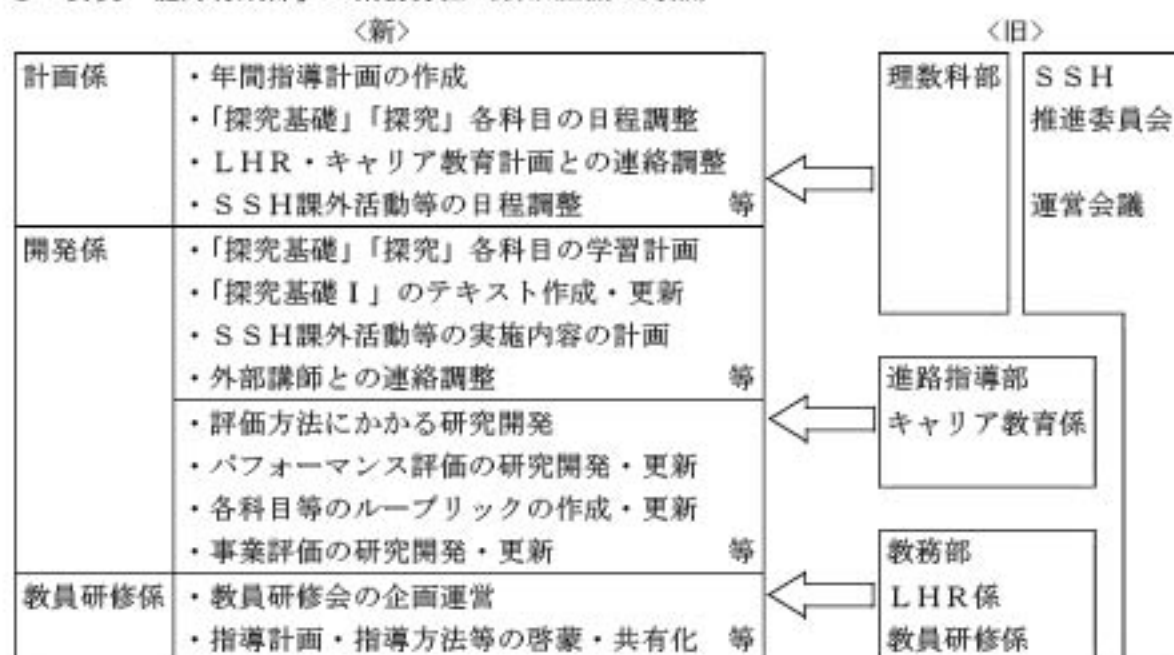 〈新〉
計画係
・年間指導計画の作成
・「探究基礎」「探究」各科目の日程調整
・ＬＨＲ・キャリア教育計画との連絡調整
・ＳＳＨ課外活動等の日程調整 等
開発係
・「探究基礎」「探究」各科目の学習計画
・「探究基礎Ⅰ」のテキスト作成・更新
・ＳＳＨ課外活動等の実施内容の計画
・外部講師との連絡調整 等
・評価方法にかかる研究開発
・パフォーマンス評価の研究開発・更新
・各科目等のルーブリックの作成・更新
・事業評価の研究開発・更新 等
教員研修係
・教員研修会の企画運営
・指導計画・指導方法等の啓蒙・共有化 等
〈旧〉
理数科部
ＳＳＨ
推進委員会
運営会議
進路指導部
キャリア教育係
教務部
ＬＨＲ係
教員研修係